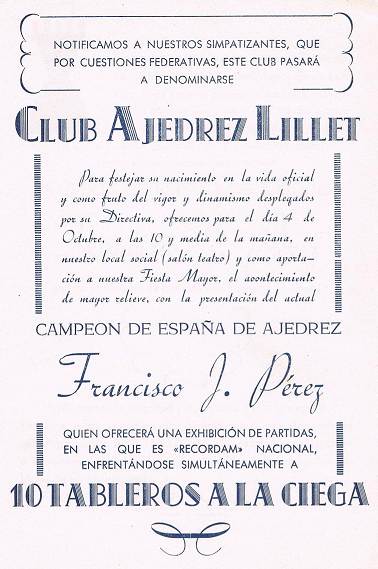 NOTIFICAMOS A NUESTROS SIMPATIZANTES, QUE
POR CUESTIONES FEDERATIVAS, ESTE CLUB PASARÁ
A DENOMINARSE
CLUB AJEDREZ LILLET
Para festejar su nacimiento en la vida oficial
y como fruto del vigor y dinamismo desplegados
por su Directiva, ofrecemos para el día 4 de
Octubre, a las 10 y media de la mañana, en
nuestro local social (salón teatro) y como aporta-
ción a nuestra Fiesta Mayor, el acontecimiento
de mayor relieve, con la presentación del actual
CAMPEON DE ESPAÑA DE AJEDREZ
Francisco J. Pérez
QUIEN OFRECERÁ UNA EXHIBICIÓN DE PARTIDAS,
EN LAS QUE ES «RECORDAM» NACIONAL,
ENFRENTÁNDOSE SIMULTÁNEAMENTE A
10 TABLEROS A LA CIEGA